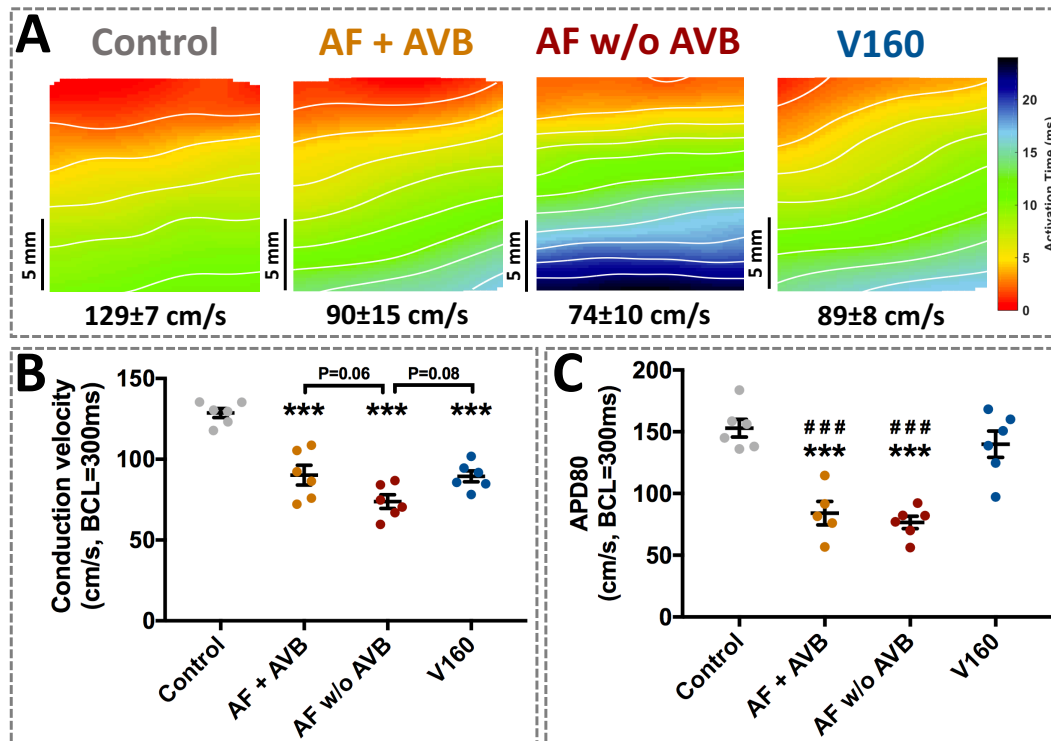 A
Control
AF + AVB
AF w/o AVB
V160
5 mm
5 mm
5 mm
5 mm
20
15
10
5
0
Activation Time (ms)
129±7 cm/s
90±15 cm/s
74±10 cm/s
89±8 cm/s
B
Conduction velocity
(cm/s, BCL=300ms)
150
100
50
0
P=0.06
P=0.08
***
***
***
Control
AF + AVB
AF w/o AVB
V160
C
APD80
(cm/s, BCL=300ms)
200
150
100
50
0
###
###
***
***
Control
AF + AVB
AF w/o AVB
V160